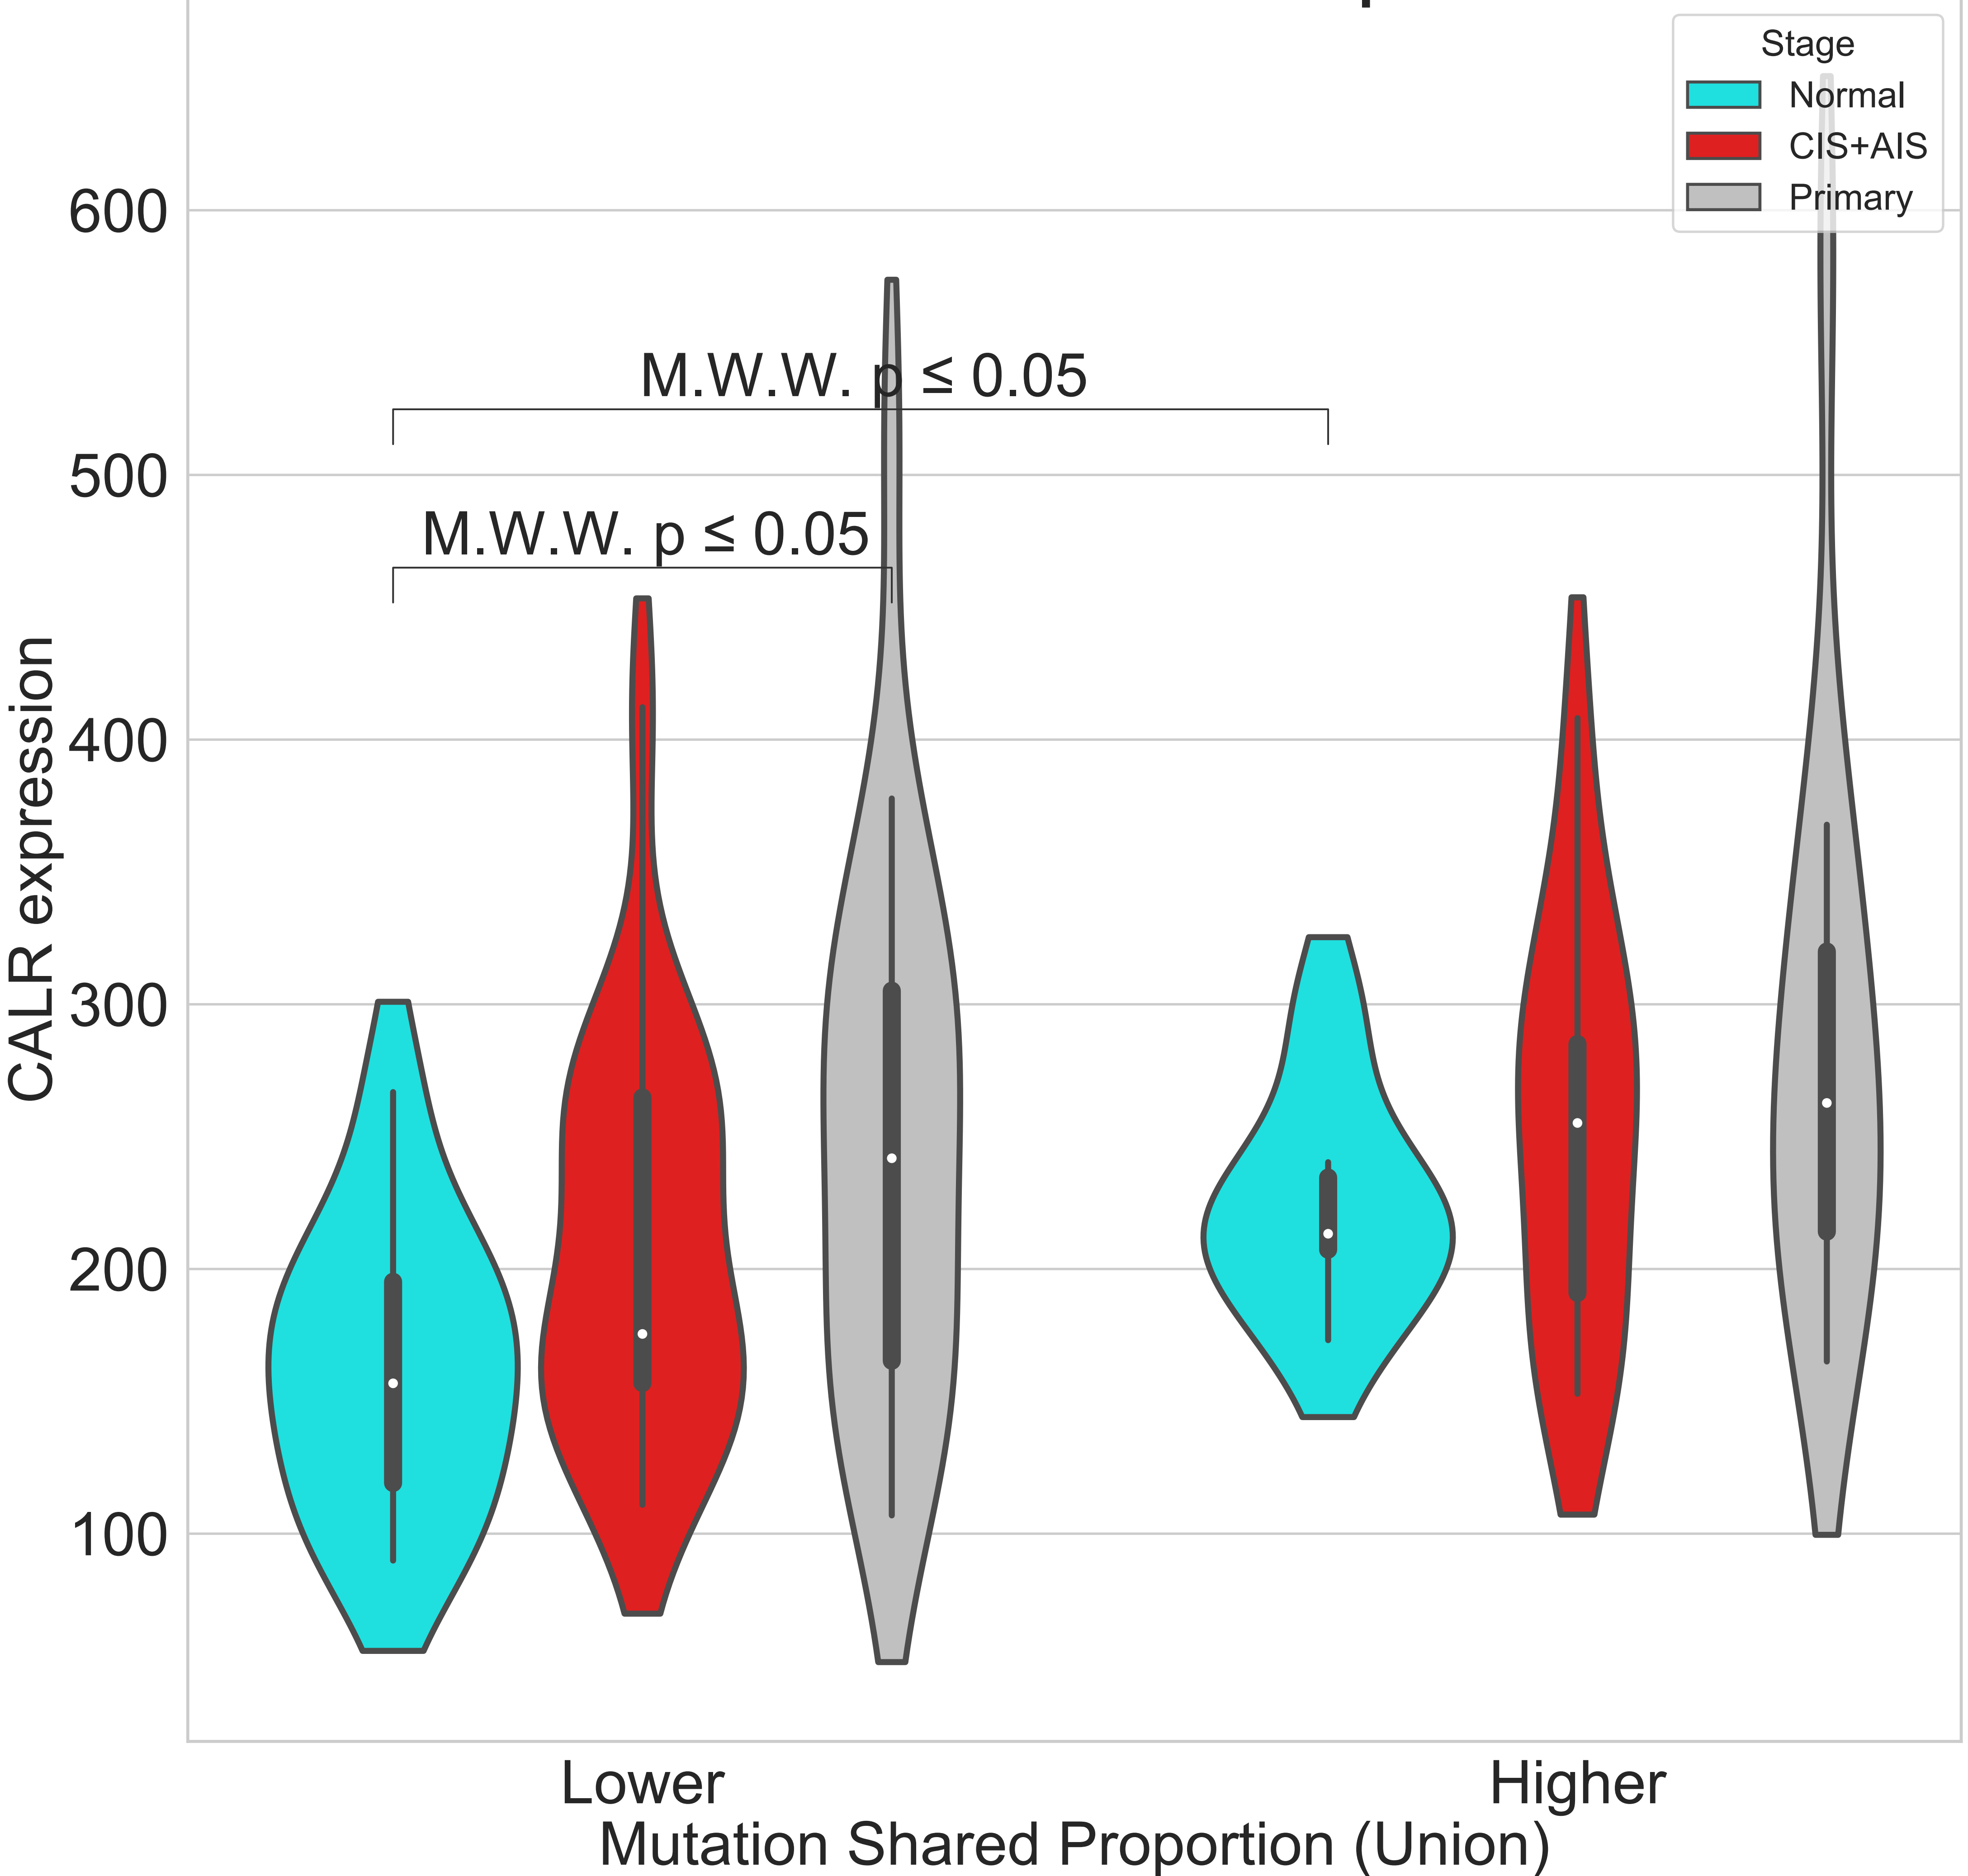 Stage
Normal
CIS+AIS
Primary
600
500
400
300
200
100
CALR expression
M.W.W. p ≤ 0.05
M.W.W. p ≤ 0.05
Lower
Higher
Mutation Shared Proportion (Union)